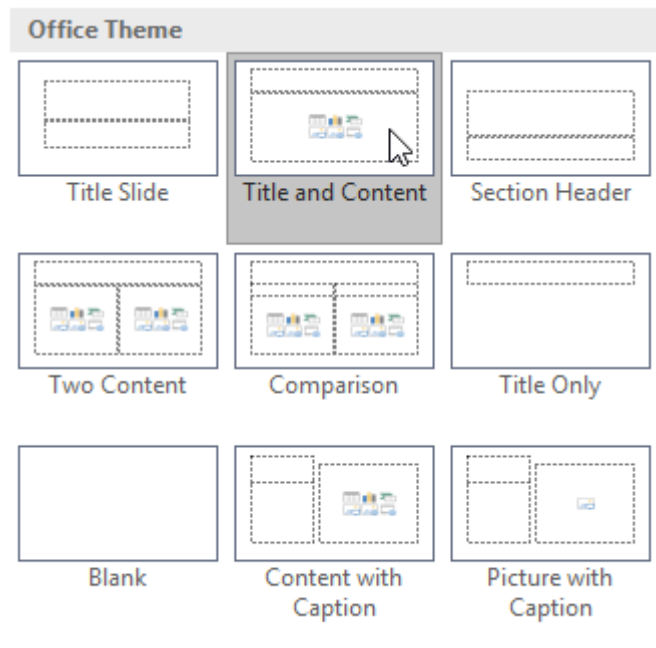 Office Theme
Title Slide
Title and Content
Section Header
Two Content
Comparison
Title Only
Blank
Content with
Caption
Picture with
Caption